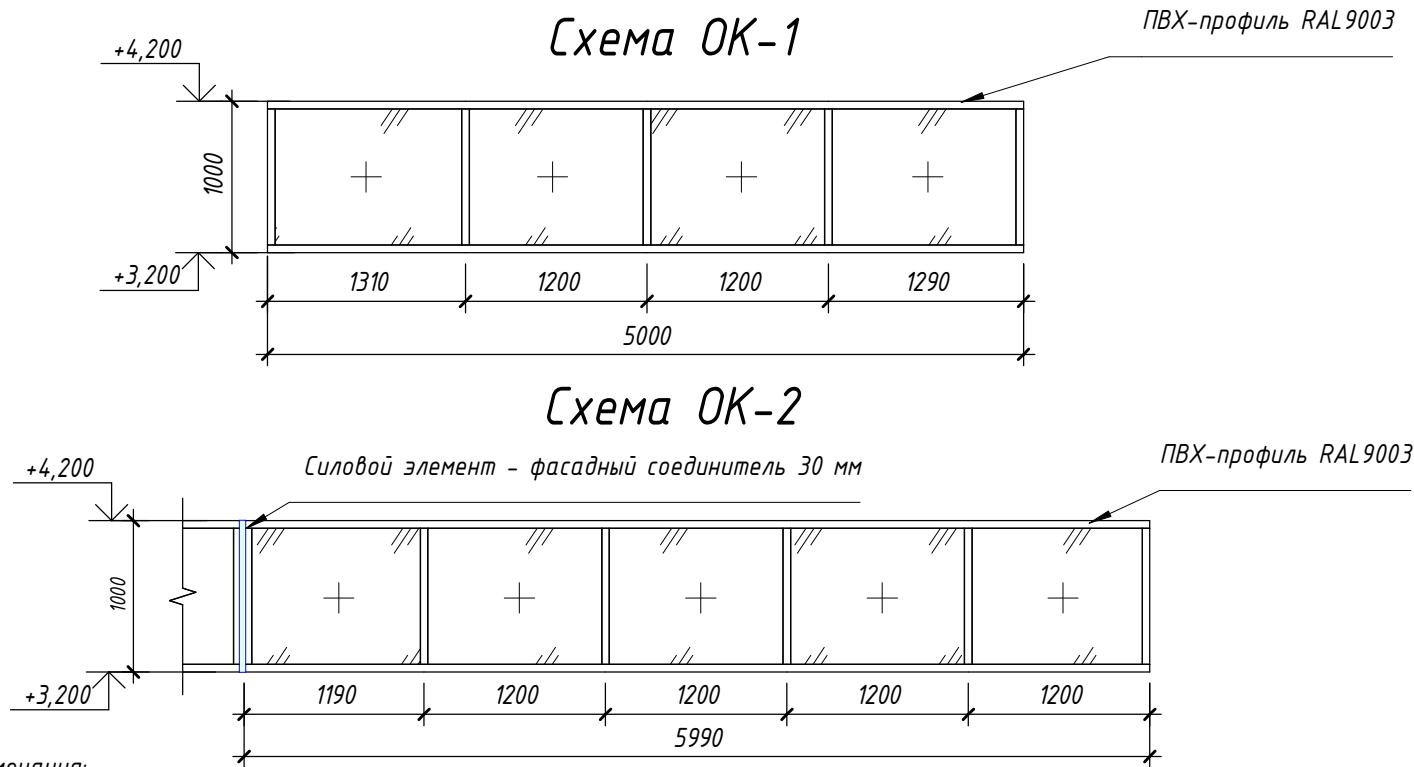 Схема ОК-1
ПВХ-профиль RAL9003
+4,200
1000
+3,200
1310 1200 1200 1290
5000
Схема ОК-2
+4,200
Силовой элемент - фасадный соединитель 30 мм
ПВХ-профиль RAL9003
1000
+3,200
1190 1200 1200 1200 1200
5990